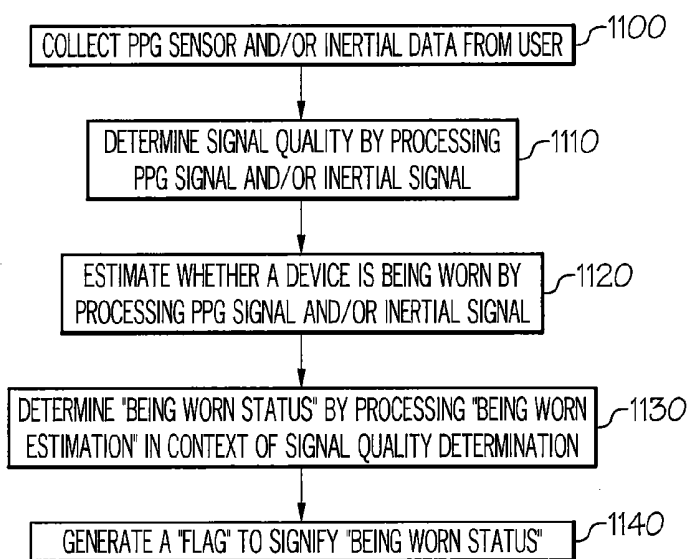 COLLECT PPG SENSOR AND/OR INERTIAL DATA FROM USER 1100
DETERMINE SIGNAL QUALITY BY PROCESSING
PPG SIGNAL AND/OR INERTIAL SIGNAL 1110
ESTIMATE WHETHER A DEVICE IS BEING WORN BY
PROCESSING PPG SIGNAL AND/OR INERTIAL SIGNAL 1120
DETERMINE "BEING WORN STATUS" BY PROCESSING "BEING WORN
ESTIMATION" IN CONTEXT OF SIGNAL QUALITY DETERMINATION 1130
GENERATE A "FLAG" TO SIGNIFY "BEING WORN STATUS" 1140